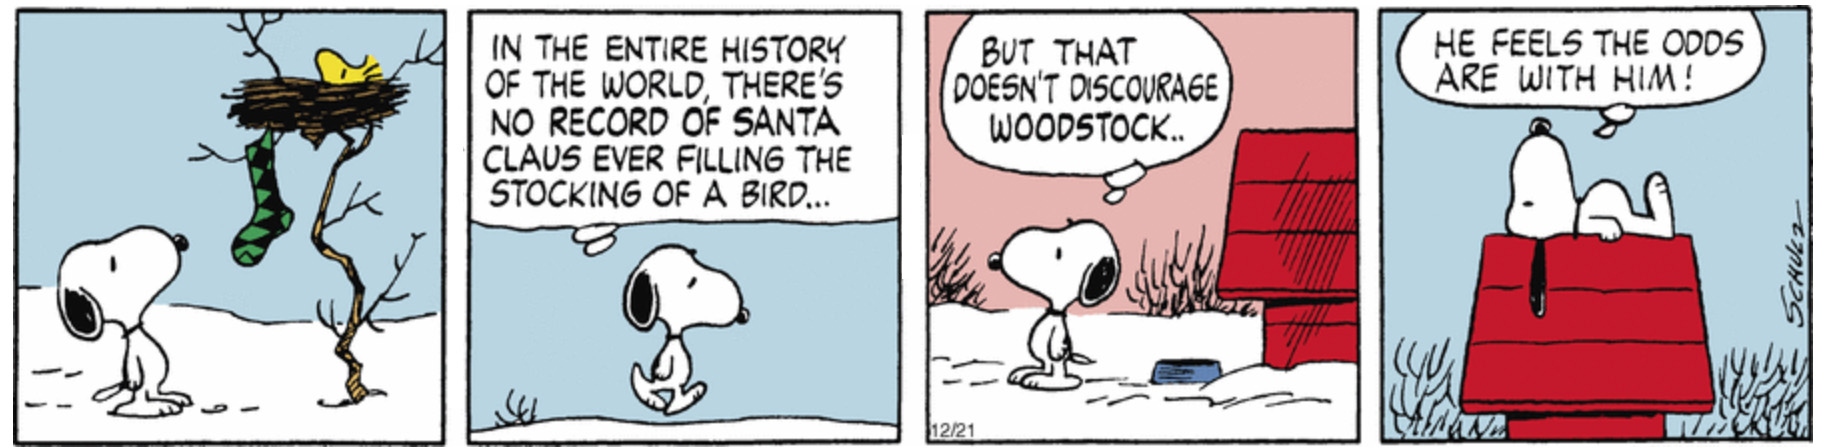 IN THE ENTIRE HISTORY
OF THE WORLD, THERE'S
NO RECORD OF SANTA
CLAUS EVER FILLING THE
STOCKING OF A BIRD...
BUT THAT
DOESN'T DISCOURAGE
WOODSTOCK..
12/21
HE FEELS THE ODDS
ARE WITH HIM!
SCHULZ